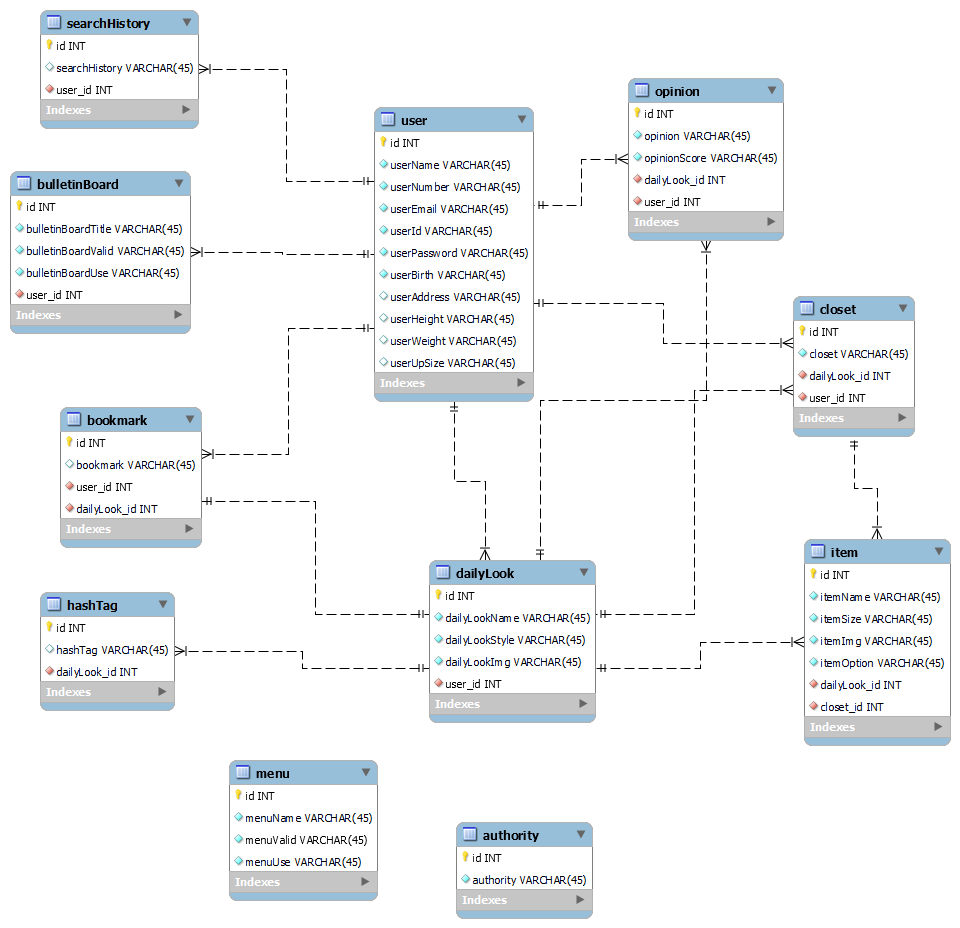 searchHistory
id INT
searchHistory VARCHAR(45)
user_id INT
Indexes
bulletinBoard
id INT
bulletinBoardTitle VARCHAR(45)
bulletinBoardValid VARCHAR(45)
bulletinBoardUse VARCHAR(45)
user_id INT
Indexes
bookmark
id INT
bookmark VARCHAR(45)
user_id INT
dailyLook_id INT
Indexes
hashTag
id INT
hashTag VARCHAR(45)
dailyLook_id INT
Indexes
user
id INT
userName VARCHAR(45)
userNumber VARCHAR(45)
userEmail VARCHAR(45)
userId VARCHAR(45)
userPassword VARCHAR(45)
userBirth VARCHAR(45)
userAddress VARCHAR(45)
userHeight VARCHAR(45)
userWeight VARCHAR(45)
userUpSize VARCHAR(45)
Indexes
dailyLook
id INT
dailyLookName VARCHAR(45)
dailyLookStyle VARCHAR(45)
dailyLookImg VARCHAR(45)
user_id INT
Indexes
opinion
id INT
opinion VARCHAR(45)
opinionScore VARCHAR(45)
dailyLook_id INT
user_id INT
Indexes
closet
id INT
closet VARCHAR(45)
dailyLook_id INT
user_id INT
Indexes
item
id INT
itemName VARCHAR(45)
itemSize VARCHAR(45)
itemImg VARCHAR(45)
itemOption VARCHAR(45)
dailyLook_id INT
closet_id INT
Indexes
menu
id INT
menuName VARCHAR(45)
menuValid VARCHAR(45)
menuUse VARCHAR(45)
Indexes
authority
id INT
authority VARCHAR(45)
Indexes